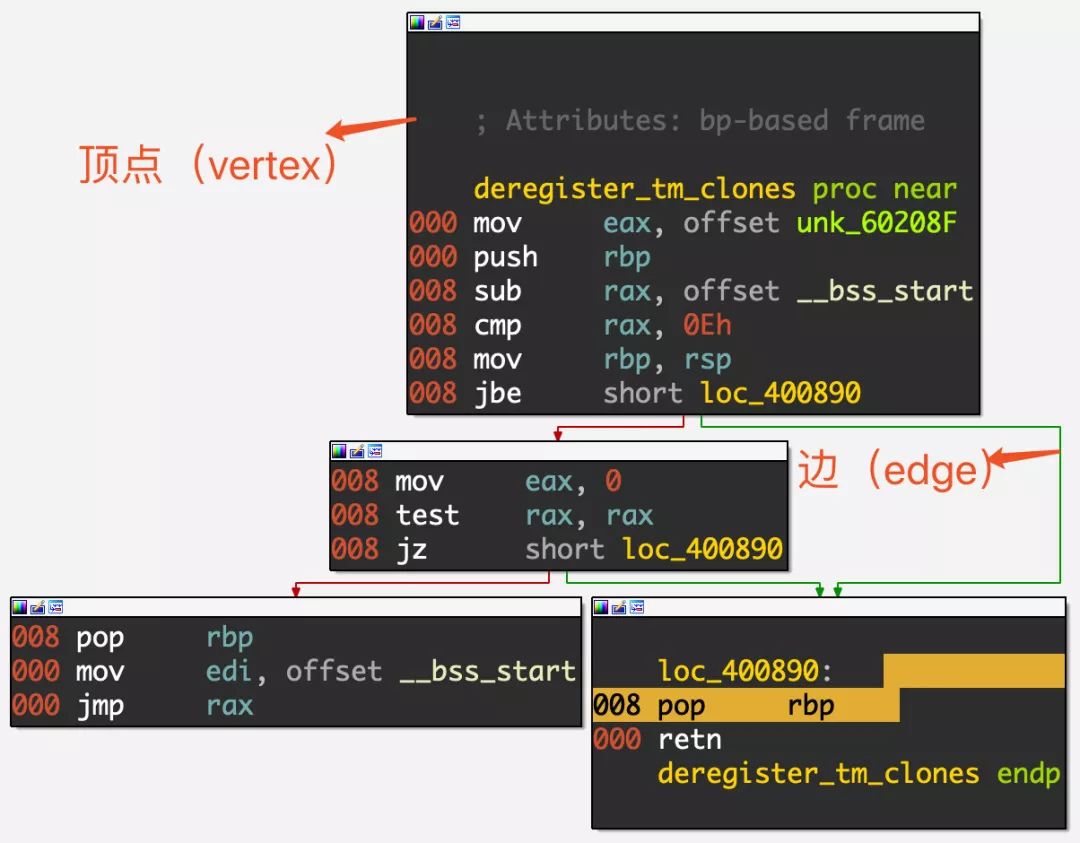 ; Attributes: bp-based frame
顶点（vertex）
deregister_tm_clones proc near
000 mov eax, offset unk_60208F
000 push rbp
008 sub rax, offset __bss_start
008 cmp rax, 0Eh
008 mov rbp, rsp
008 jbe short loc_400890
边（edge）
008 mov eax, 0
008 test rax, rax
008 jz short loc_400890
008 pop rbp
000 mov edi, offset __bss_start
000 jmp rax
loc_400890:
008 pop rbp
000 retn
deregister_tm_clones endp